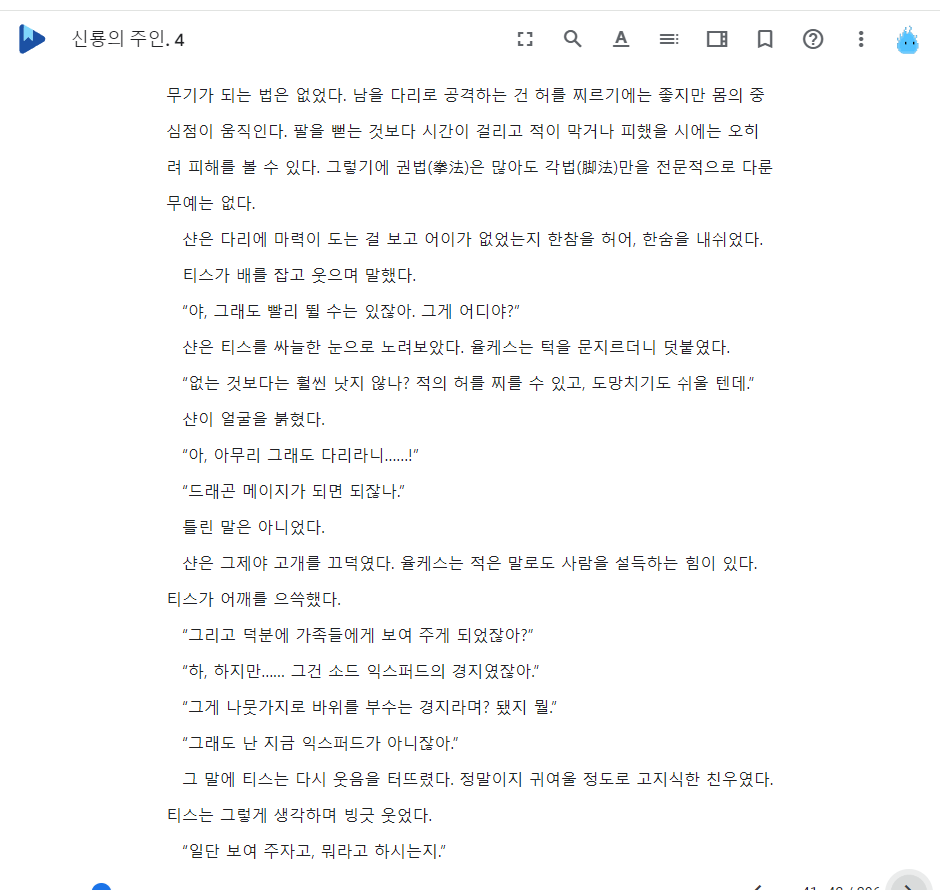 신룡의 주인. 4
무기가 되는 법은 없었다. 남을 다리로 공격하는 건 허를 찌르기에는 좋지만 몸의 중
심점이 움직인다. 팔을 뻗는 것보다 시간이 걸리고 적이 막거나 피했을 시에는 오히
려 피해를 볼 수 있다. 그렇기에 권법(拳法)은 많아도 각법(脚法)만을 전문적으로 다룬
무예는 없다.
샨은 다리에 마력이 도는 걸 보고 어이가 없었는지 한참을 허어, 한숨을 내쉬었다.
티스가 배를 잡고 웃으며 말했다.
“야, 그래도 빨리 뛸 수는 있잖아. 그게 어디야?”
샨은 티스를 싸늘한 눈으로 노려보았다. 율케스는 턱을 문지르더니 덧붙였다.
“없는 것보다는 훨씬 낫지 않나? 적의 허를 찌를 수 있고, 도망치기도 쉬울 텐데.”
샨이 얼굴을 붉혔다.
“아, 아무리 그래도 다리라니……!”
“드래곤 메이지가 되면 되잖나.”
틀린 말은 아니었다.
샨은 그제야 고개를 끄덕였다. 율케스는 적은 말로도 사람을 설득하는 힘이 있다.
티스가 어깨를 으쓱했다.
“그리고 덕분에 가족들에게 보여 주게 되었잖아?”
“하, 하지만…… 그건 소드 익스퍼드의 경지였잖아.”
“그게 나뭇가지로 바위를 부수는 경지라며? 됐지 뭘.”
“그래도 난 지금 익스퍼드가 아니잖아.”
그 말에 티스는 다시 웃음을 터뜨렸다. 정말이지 귀여울 정도로 고지식한 친우였다.
티스는 그렇게 생각하며 빙긋 웃었다.
“일단 보여 주자고, 뭐라고 하시는지.”